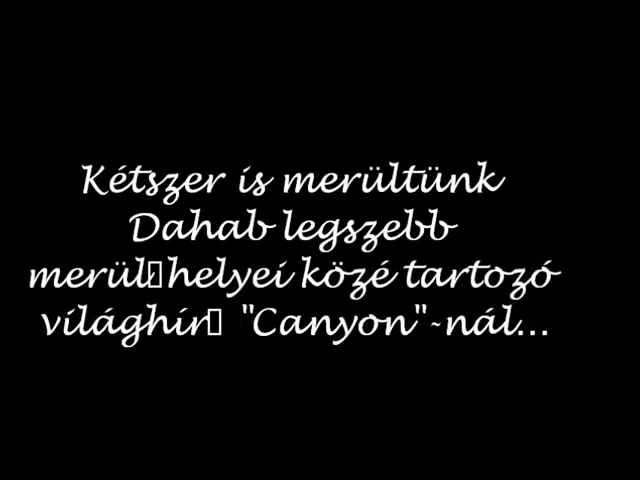 Kétszer is merültünk
Dahab legszebb
merül▯helyei közé tartozó
világhír▯ "Canyon"-nál...